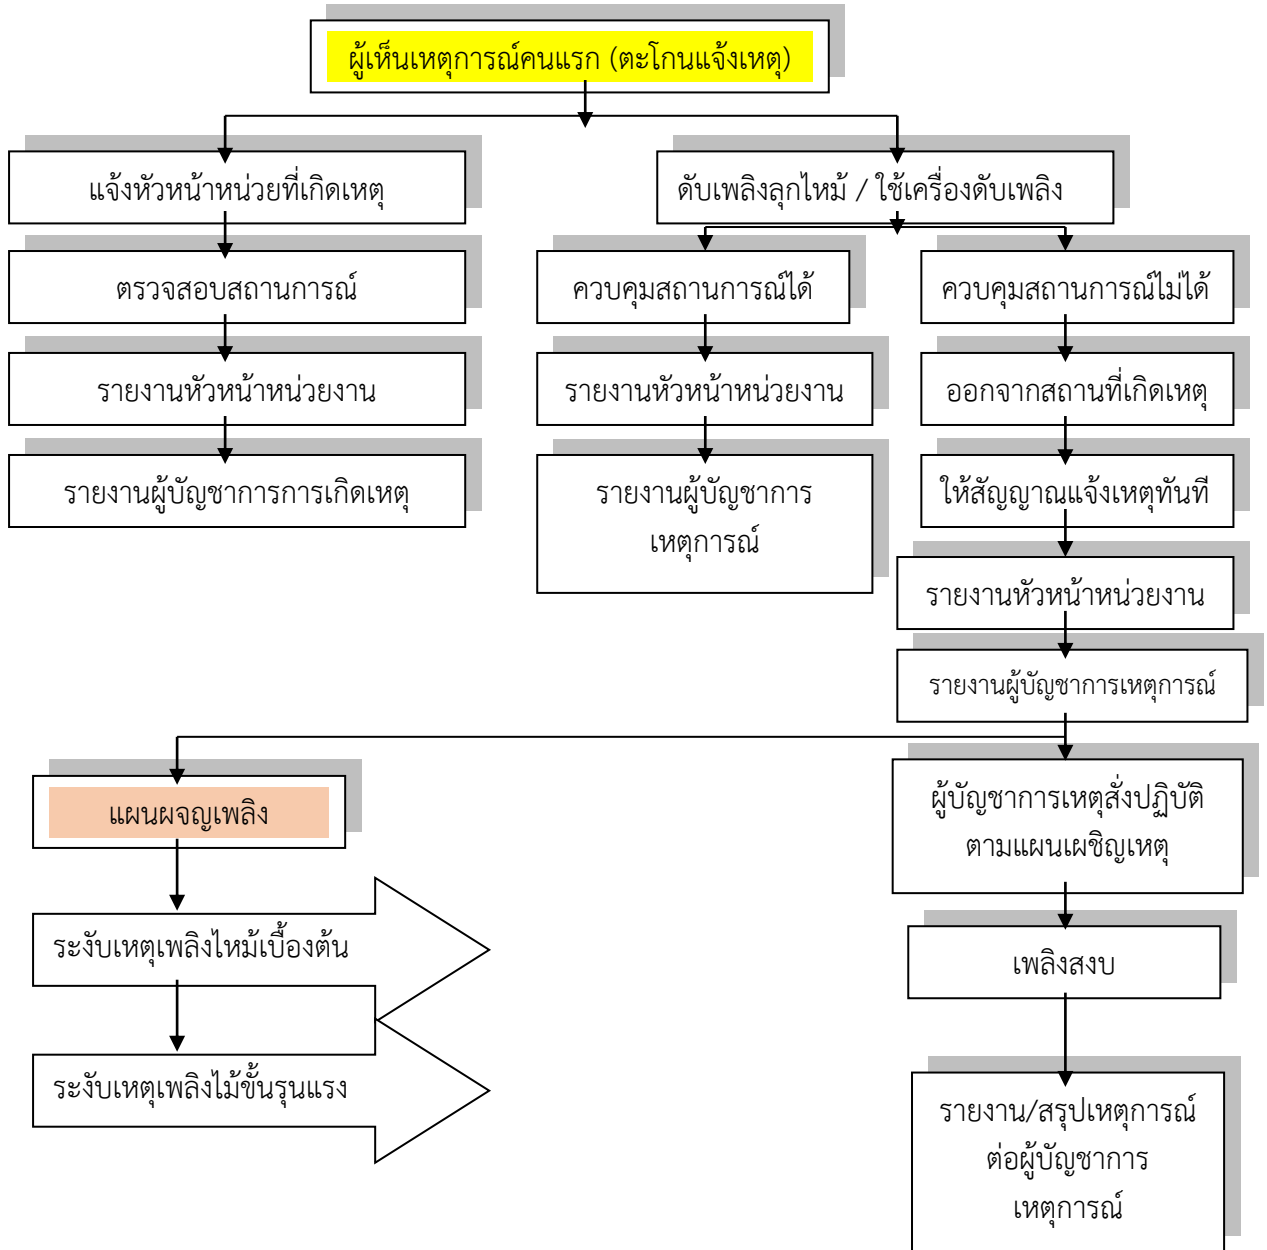 ผู้เห็นเหตุการณ์คนแรก (ตะโกนแจ้งเหตุ)
แจ้งหัวหน้าหน่วยที่เกิดเหตุ
ดับเพลิงลุกไหม้ / ใช้เครื่องดับเพลิง
ตรวจสอบสถานการณ์
ควบคุมสถานการณ์ได้
ควบคุมสถานการณ์ไม่ได้
รายงานหัวหน้าหน่วยงาน
รายงานหัวหน้าหน่วยงาน
ออกจากสถานที่เกิดเหตุ
รายงานผู้บัญชาการการเกิดเหตุ
รายงานผู้บัญชาการ
เหตุการณ์
ให้สัญญาณแจ้งเหตุทันที
รายงานหัวหน้าหน่วยงาน
รายงานผู้บัญชาการเหตุการณ์
แผนผจญเพลิง
ผู้บัญชาการเหตุสั่งปฏิบัติ
ตามแผนเผชิญเหตุ
ระงับเหตุเพลิงไหม้เบื้องต้น
เพลิงสงบ
ระงับเหตุเพลิงไม้ขั้นรุนแรง
รายงาน/สรุปเหตุการณ์
ต่อผู้บัญชาการ
เหตุการณ์